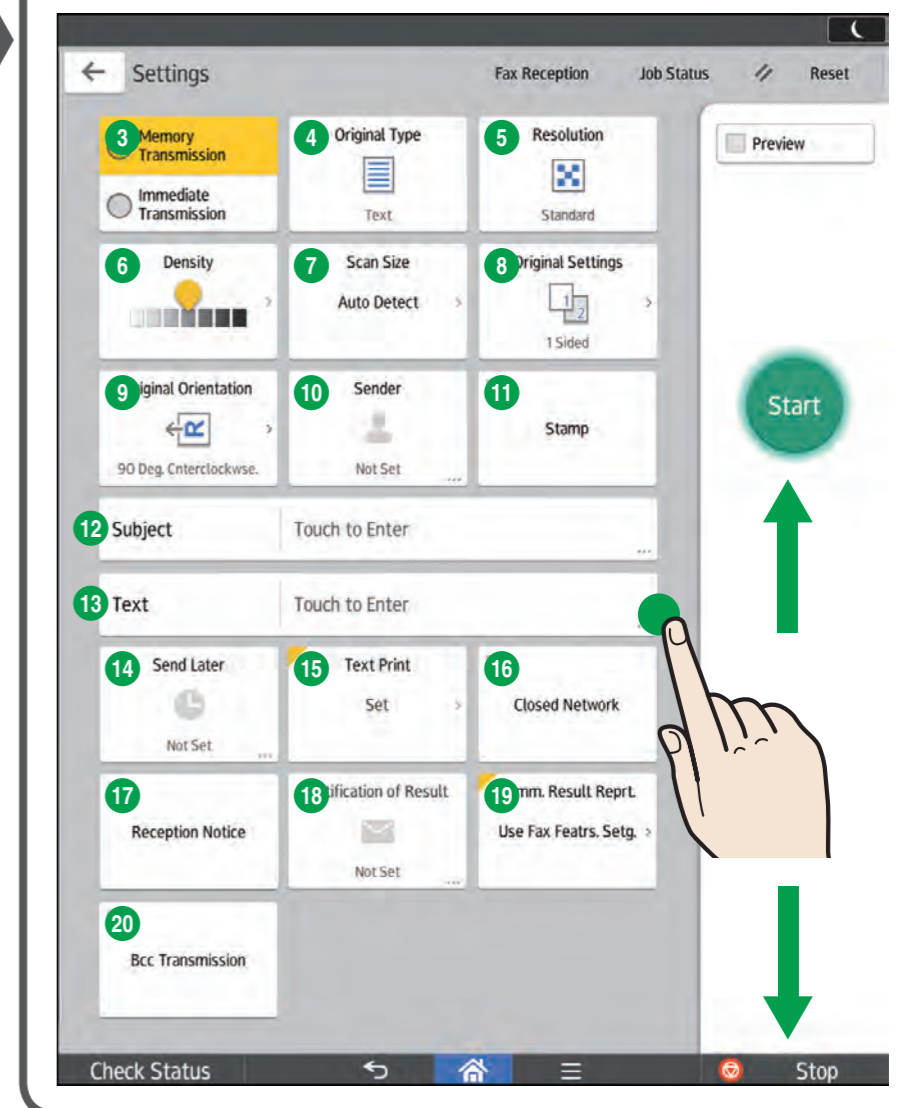 Settings
Fax Reception
Job Status
Reset
3
Memory
Transmission
Immediate
Transmission
4
Original Type
Text
5
Resolution
Standard
Preview
6
Density
7
Scan Size
Auto Detect
8
Original Settings
1
2
1 Sided
9
iginal Orientation
R
90 Deg. Cnterclockwse.
10
Sender
Not Set
11
Stamp
Start
12
Subject
Touch to Enter
13
Text
Touch to Enter
14
Send Later
Not Set
15
Text Print
Set
16
Closed Network
17
Reception Notice
18
tification of Result
Not Set
19
mm. Result Reprt.
Use Fax Featrs. Setg.
20
Bcc Transmission
Check Status
Stop